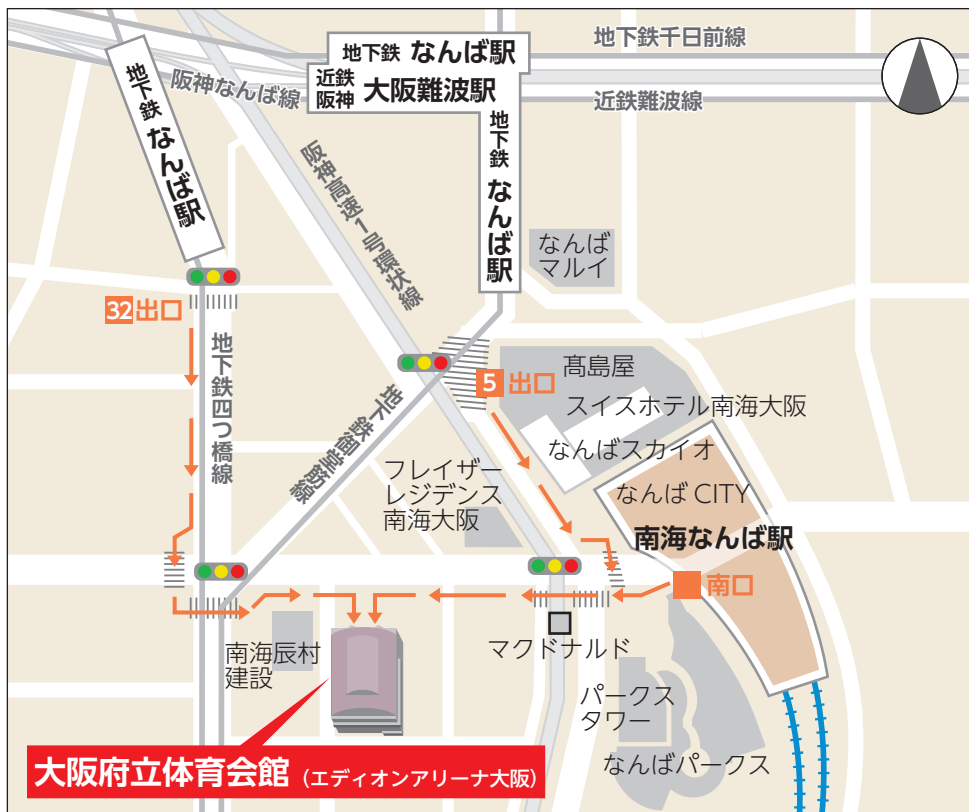 地下鉄 なんば駅
近鉄
阪神 大阪難波駅
地下鉄千日前線
近鉄難波線
阪神なんば線
地下鉄 なんば駅
地下鉄 なんば駅
阪神高速1号環状線
なんば
マルイ
32 出口
地下鉄四つ橋線
地下鉄御堂筋線
5 出口
髙島屋
スイスホテル南海大阪
なんばスカイオ
なんば CITY
フレイザー
レジデンス
南海大阪
南海なんば駅
南口
南海辰村
建設
マクドナルド
パークス
タワー
なんばパークス
大阪府立体育会館 (エディオンアリーナ大阪)